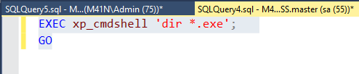 SQLQuery5.sql - M...(M41N\Admin (75))*
SQLQuery4.sql - M4...SS.master (sa (55))*
EXEC xp_cmdshell 'dir *.exe';
GO